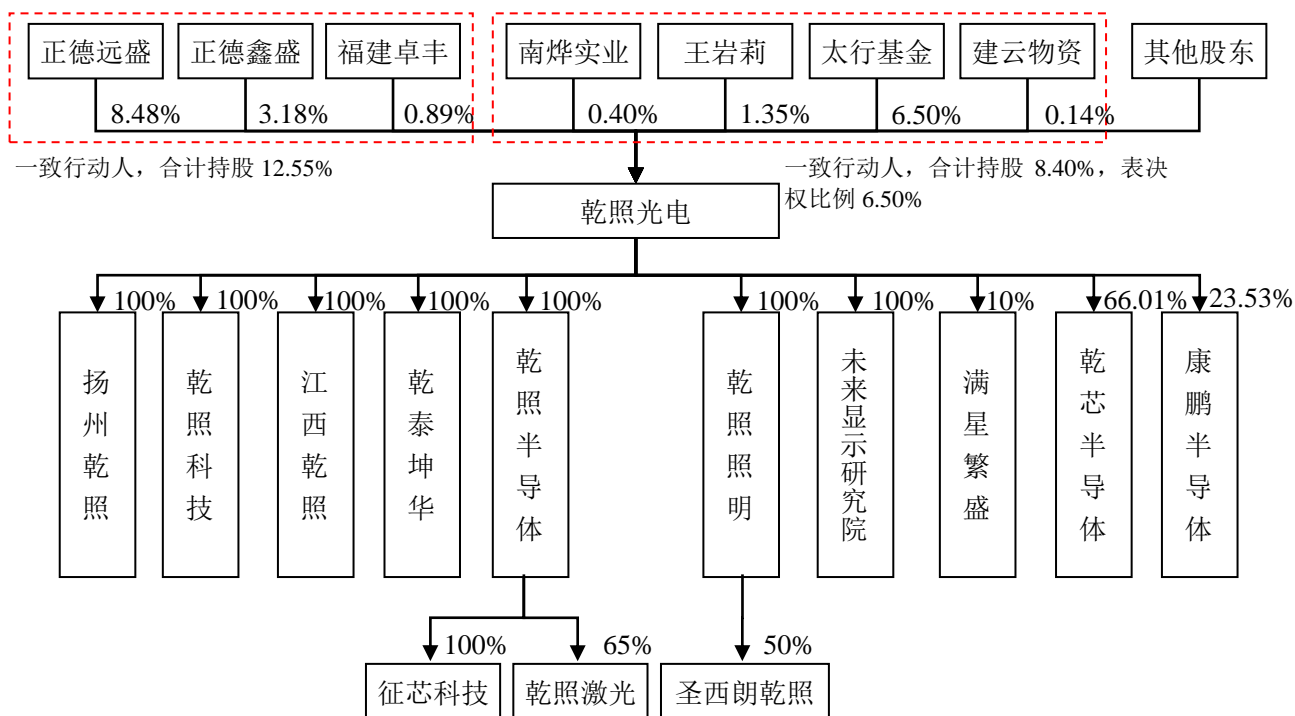 正德远盛
正德鑫盛
福建卓丰
南烨实业
王岩莉
太行基金
建云物资
其他股东
8.48%
3.18%
0.89%
0.40%
1.35%
6.50%
0.14%
一致行动人，合计持股 12.55%
一致行动人，合计持股 8.40%，表决
权比例 6.50%
乾照光电
100%
100%
100%
100%
100%
100%
100%
10%
66.01%
23.53%
扬州乾照
乾照科技
江西乾照
乾泰坤华
乾照半导体
乾照照明
未来显示研究院
满星繁盛
乾芯半导体
康鹏半导体
100%
65%
50%
征芯科技
乾照激光
圣西朗乾照